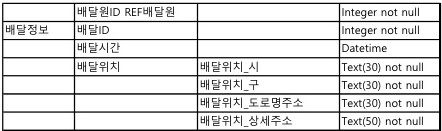 배달원ID REF배달원 Integer not null
배달정보 배달ID Integer not null
배달시간 Datetime
배달위치 배달위치_시 Text(30) not null
배달위치_구 Text(30) not null
배달위치_도로명주소 Text(30) not null
배달위치_상세주소 Text(50) not null